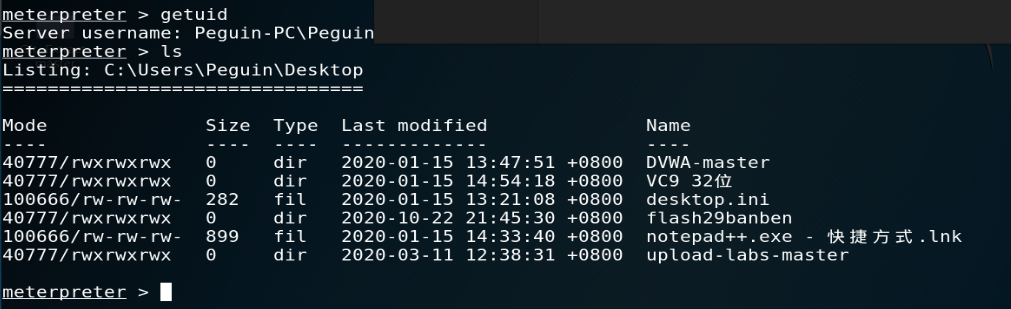 meterpreter > getuid
Server username: Peguin-PC\Peguin
meterpreter > ls
Listing: C:\Users\Peguin\Desktop
================================
Mode Size Type Last modified Name
---- ---- ---- ------------- ----
40777/rwxrwxrwx 0 dir 2020-01-15 13:47:51 +0800 DVWA-master
40777/rwxrwxrwx 0 dir 2020-01-15 14:54:18 +0800 VC9 32位
100666/rw-rw-rw- 282 fil 2020-01-15 13:21:08 +0800 desktop.ini
40777/rwxrwxrwx 0 dir 2020-10-22 21:45:30 +0800 flash29banben
100666/rw-rw-rw- 899 fil 2020-01-15 14:33:40 +0800 notepad++.exe - 快捷方式.lnk
40777/rwxrwxrwx 0 dir 2020-03-11 12:38:31 +0800 upload-labs-master
meterpreter >